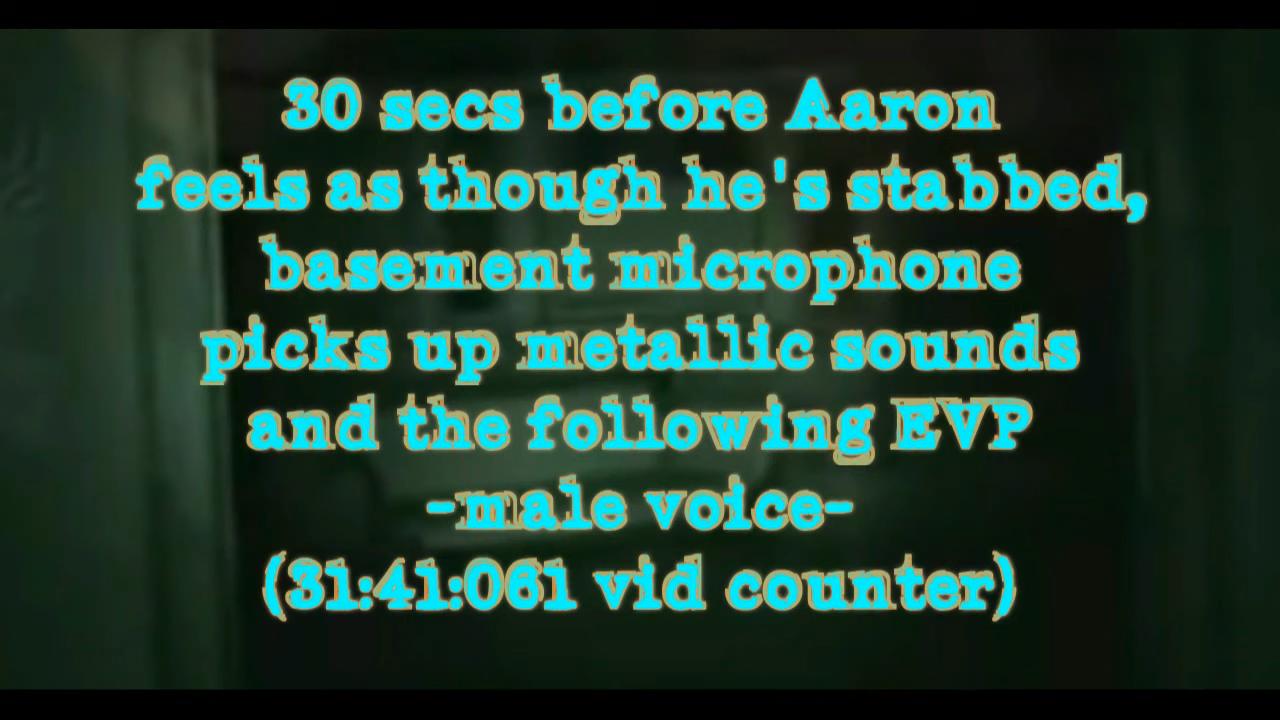 30 secs before Aaron
feels as though he's stabbed,
basement microphone
picks up metallic sounds
and the following EVP
-male voice-
(31:41:061 vid counter)